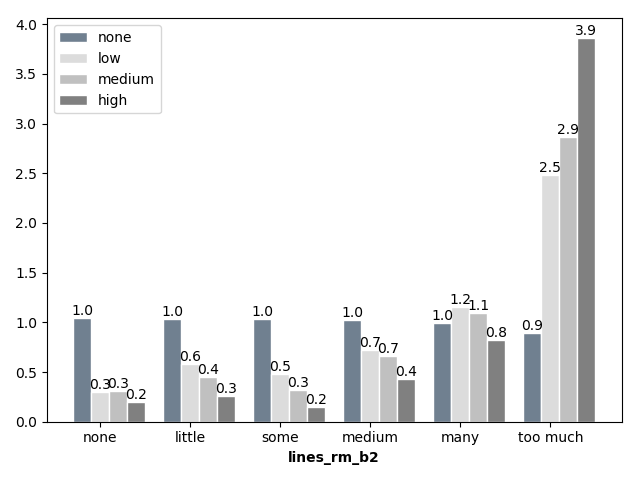 4.0
3.5
3.0
2.5
2.0
1.5
1.0
0.5
0.0
none
low
medium
high
1.0 0.3 0.3 0.2
1.0 0.6 0.4 0.3
1.0 0.5 0.3 0.2
1.0 0.7 0.7 0.4
1.0 1.2 1.1 0.8
0.9 2.5 2.9 3.9
none little some medium many too much
lines_rm_b2